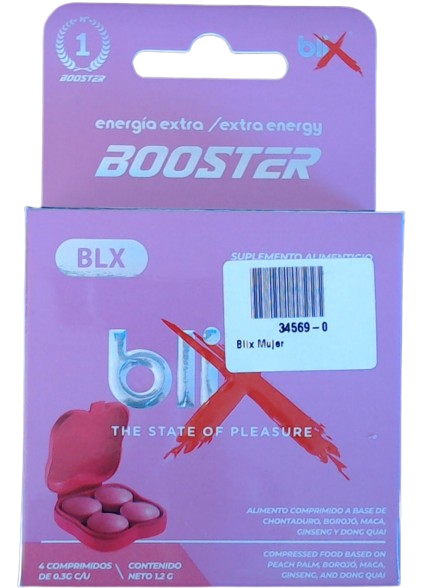 Nº
1
BOOSTER
blix
energía extra / extra energy
BOOSTER
BLX
SUPLEMENTO ALIMENTICIO
34569-0
Blix Mujer
bliX
THE STATE OF PLEASURE
ALIMENTO COMPRIMIDO A BASE DE
CHONTADURO, BOROJÓ, MACA,
GINSENG Y DONG QUAI
4 COMPRIMIDOS
DE 0.3G C/U
CONTENIDO
NETO 1.2 G
COMPRESSED FOOD BASED ON
PEACH PALM, BOROJÓ, MACA,
GINSENG, AND DONG QUAI